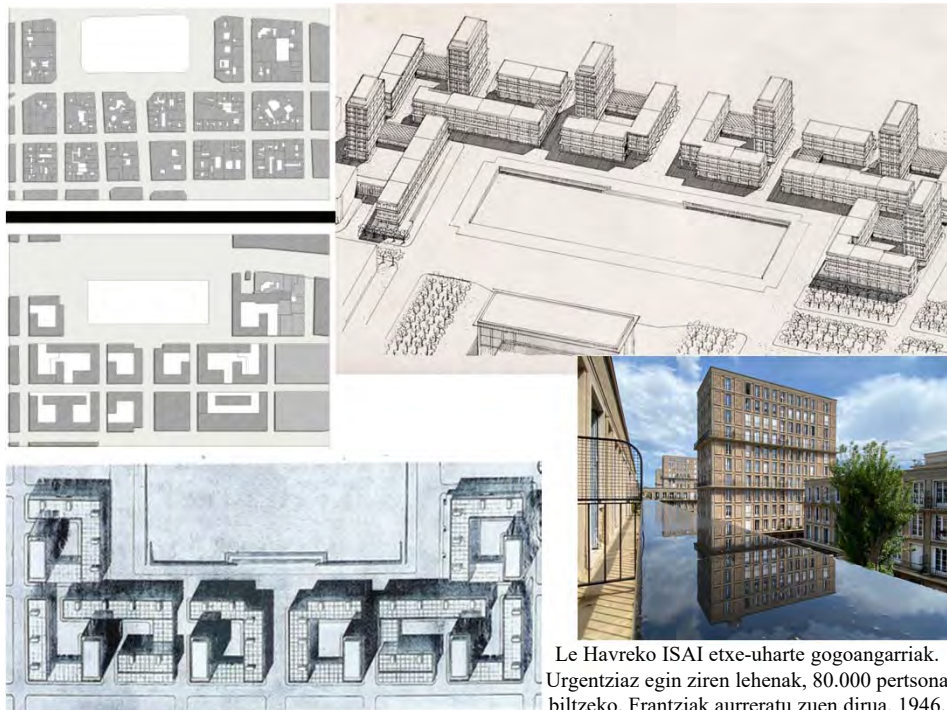 Le Havreko ISAI etxe-uharte gogoangarriak.
Urgentziaz egin ziren lehenak, 80.000 pertsona
biltzeko. Frantziak aurreratu zuen dirua. 1946.